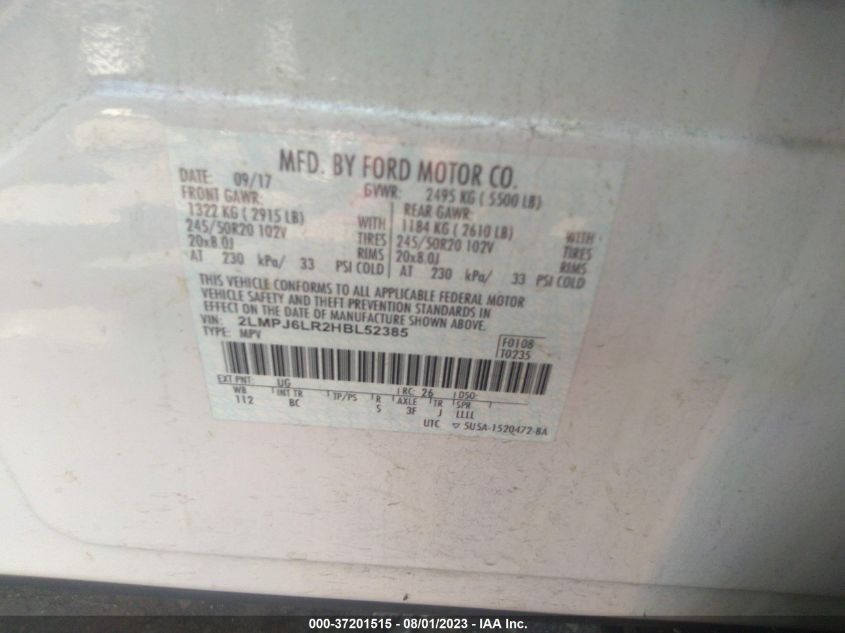 MFD. BY FORD MOTOR CO.
DATE: 09/17 GVWR: 2495 KG ( 5500 LB)
FRONT GAWR: REAR GAWR:
1322 KG ( 2915 LB) WITH 1184 KG ( 2610 LB) WITH
245/50R20 102V TIRES 245/50R20 102V TIRES
20x8.0J RIMS 20x8.0J RIMS
AT 230 kPa/ 33 PSI COLD AT 230 kPa/ 33 PSI COLD
THIS VEHICLE CONFORMS TO ALL APPLICABLE FEDERAL MOTOR
VEHICLE SAFETY AND THEFT PREVENTION STANDARDS IN
EFFECT ON THE DATE OF MANUFACTURE SHOWN ABOVE.
VIN: 2LMPJ6LR2HBL52385
TYPE: MPV
F0108
T0235
EXT PNT: UG RC: 26 DSO:
WB INT TR TP/PS R AXLE TR SPR
112 BC S 3F J LLLL
UTC ▽ 5USA-1520472-BA
000-37201515 - 08/01/2023 - IAA Inc.